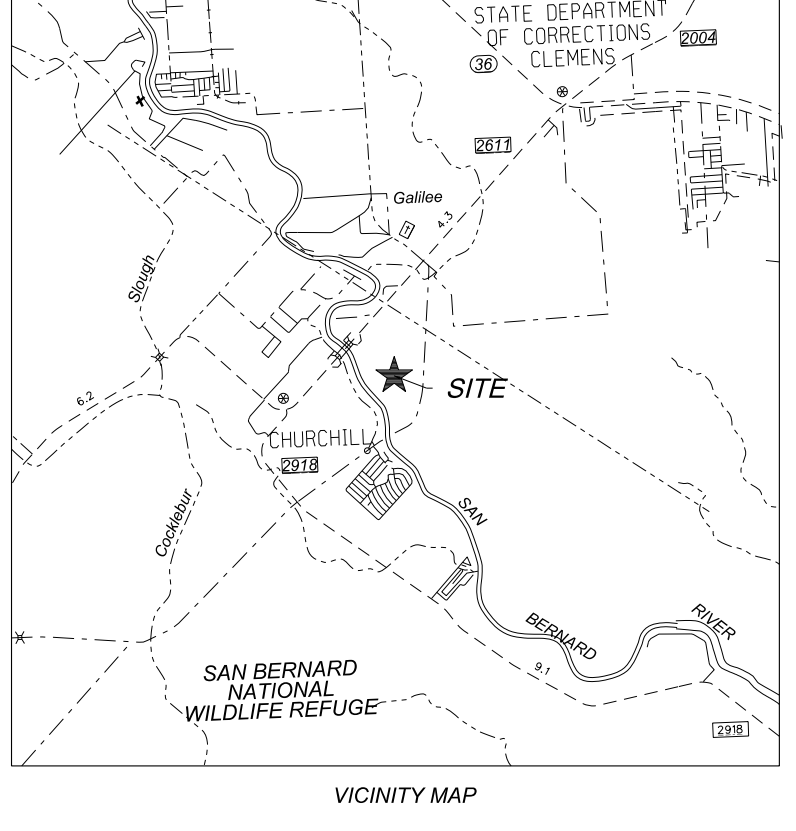 STATE DEPARTMENT
OF CORRECTIONS
CLEMENS
2004
36
2611
Galilee
4.3
Slough
6.2
SITE
CHURCHILL
2918
SAN
Cocklebur
BERNARD
RIVER
9.1
SAN BERNARD
NATIONAL
WILDLIFE REFUGE
2918
VICINITY MAP